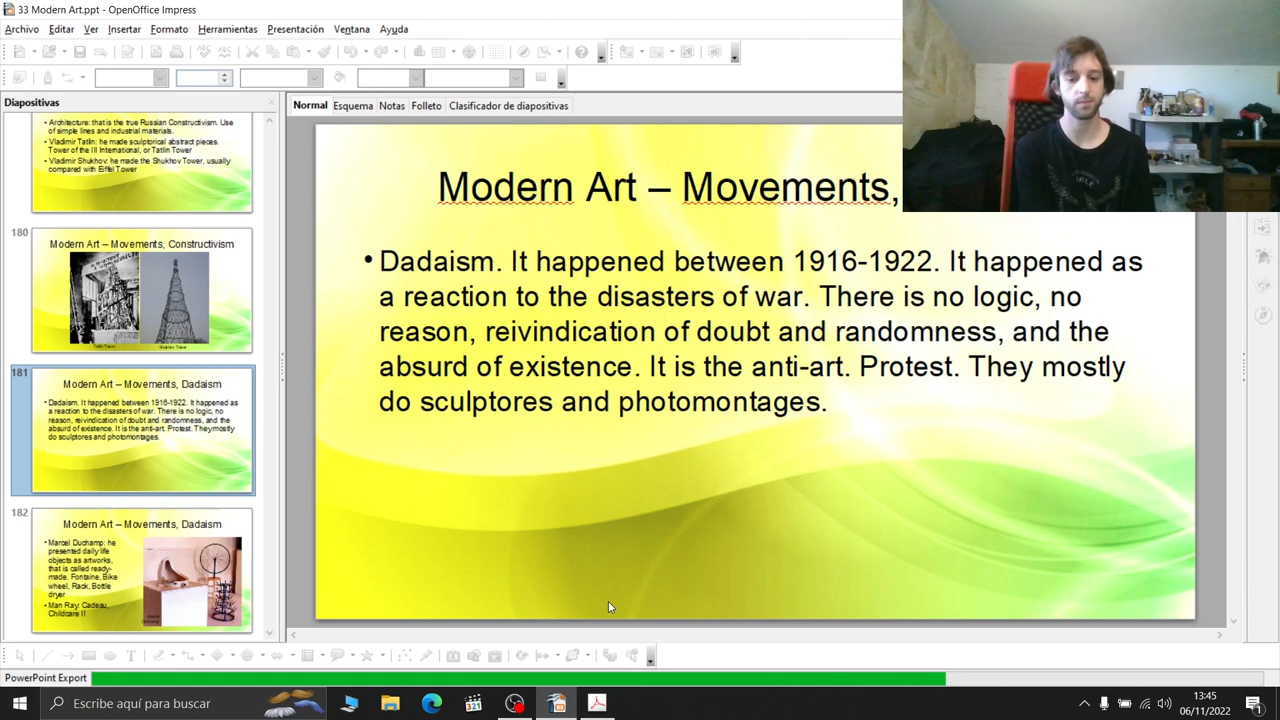 33 Modern Art.ppt - OpenOffice Impress
Archivo Editar Ver Insertar Formato Herramientas Presentación Ventana Ayuda
Diapositivas
Normal Esquema Notas Folleto Clasificador de diapositivas
• Architecture: that is the true Russian Constructivism. Use
of simple lines and industrial materials.
• Vladimir Tatlin: he made sculptorical abstract pieces.
Tower of the III International, or Tatlin Tower
• Vladimir Shukhov: he made the Shukhov Tower, usually
compared with Eiffel Tower
180
Modern Art – Movements, Constructivism
Tatlin Tower
Shukhov Tower
181
Modern Art – Movements, Dadaism
• Dadaism. It happened between 1916-1922. It happened as
a reaction to the disasters of war. There is no logic, no
reason, reivindication of doubt and randomness, and the
absurd of existence. It is the anti-art. Protest. They mostly
do sculptores and photomontages.
182
Modern Art – Movements, Dadaism
• Marcel Duchamp: he
presented daily life
objects as artworks,
that is called ready-
made. Fontaine, Bike
wheel, Rack, Bottle
dryer
• Man Ray: Cadeau,
Childcare II
Modern Art – Movements,
• Dadaism. It happened between 1916-1922. It happened as
a reaction to the disasters of war. There is no logic, no
reason, reivindication of doubt and randomness, and the
absurd of existence. It is the anti-art. Protest. They mostly
do sculptores and photomontages.
PowerPoint Export
Escribe aquí para buscar
321
13:45
06/11/2022
1